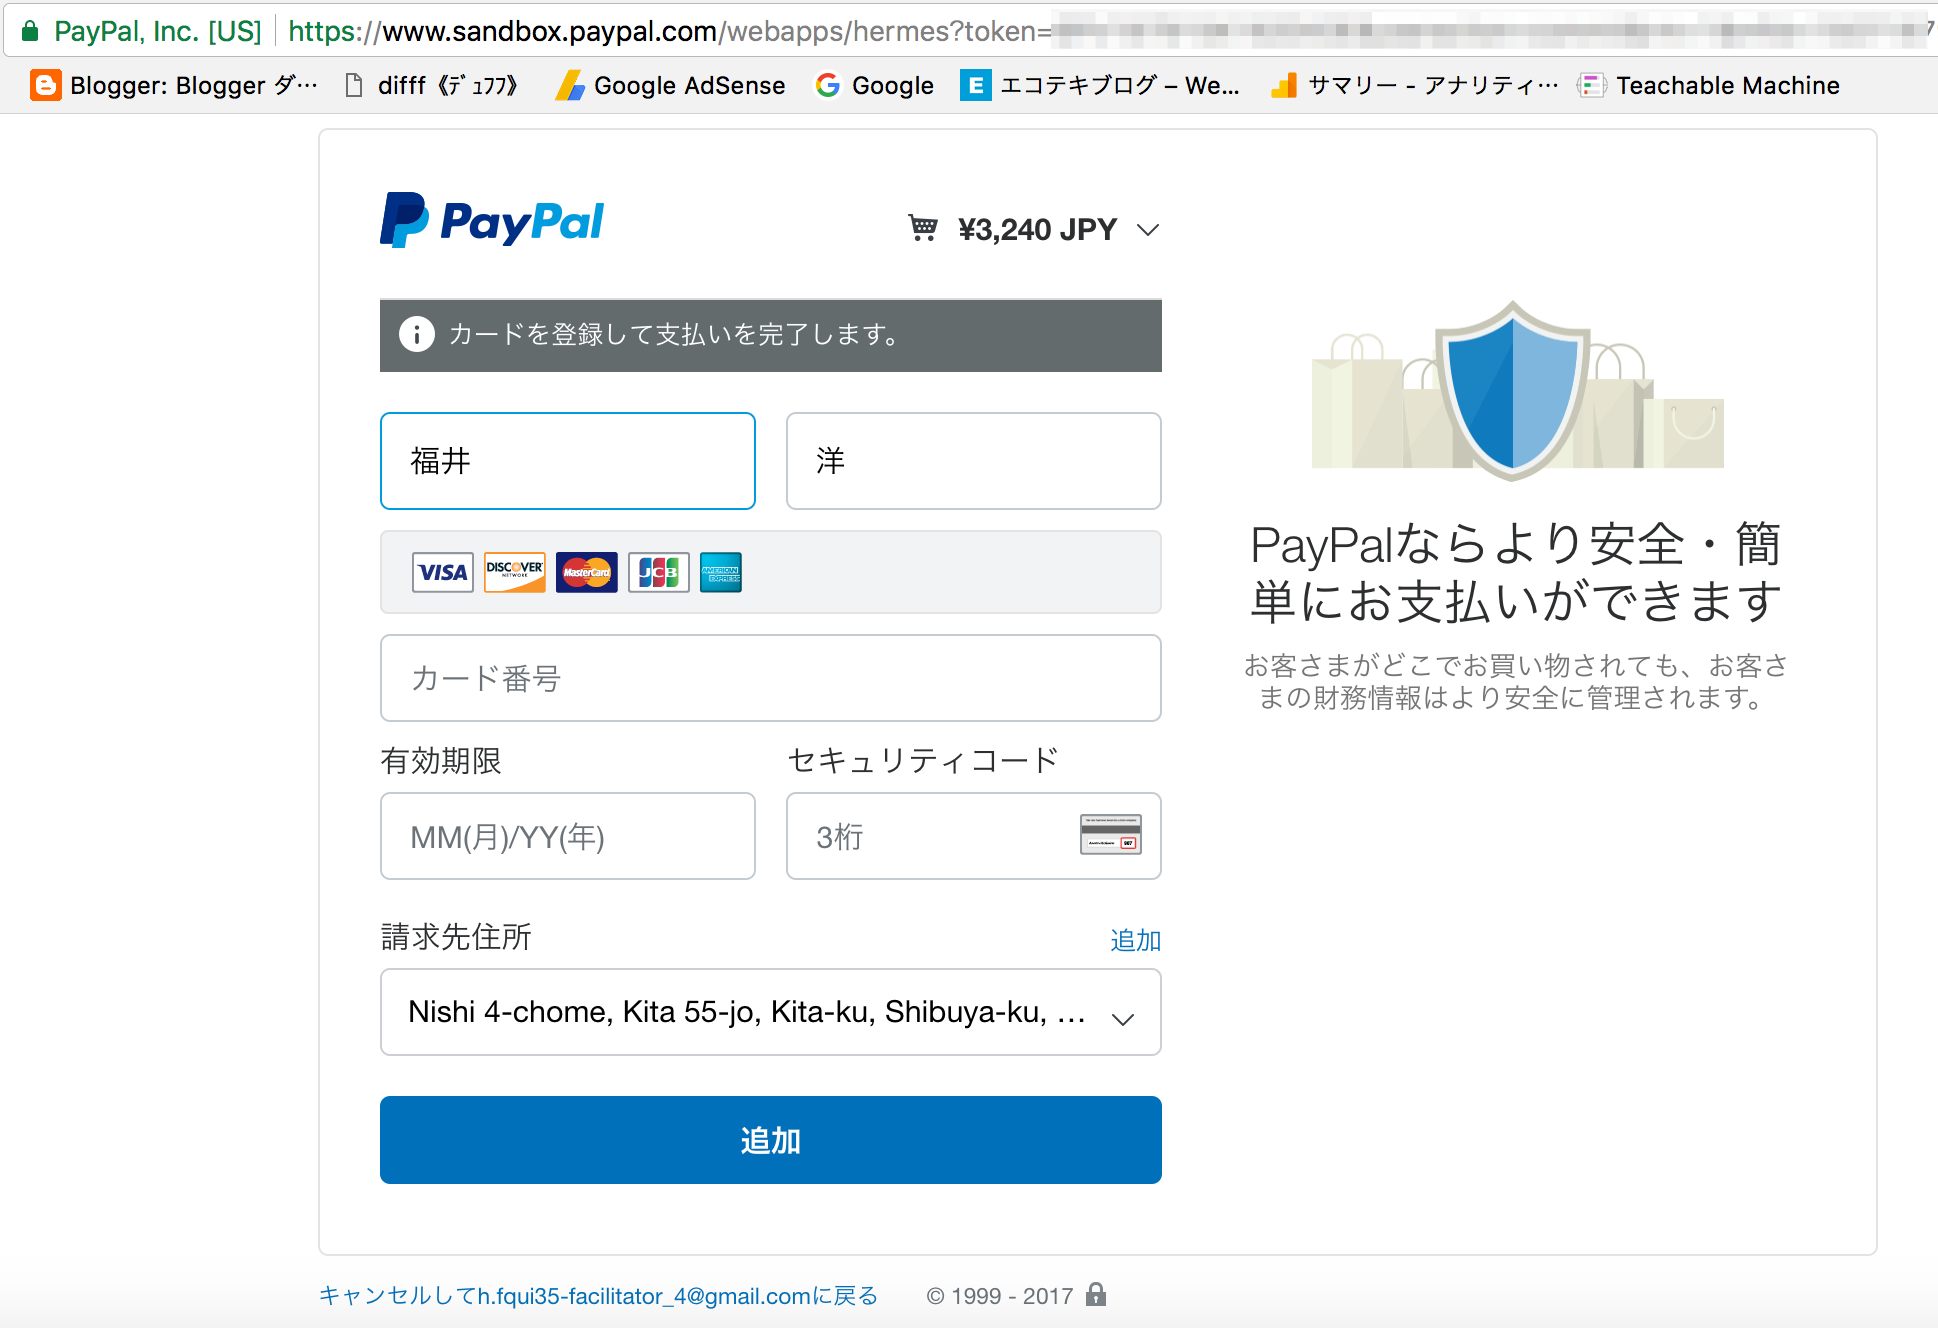 PayPal, Inc. [US] https://www.sandbox.paypal.com/webapps/hermes?token=
Blogger: Blogger ダ… difff《ﾃﾞｭﾌﾌ》 Google AdSense Google エコテキブログ – We... サマリー - アナリティ… Teachable Machine
PayPal ¥3,240 JPY
カードを登録して支払いを完了します。
福井 洋
VISA DISCOVER NETWORK MasterCard JCB AMERICAN EXPRESS
カード番号
有効期限 セキュリティコード
MM(月)/YY(年) 3桁
請求先住所 追加
Nishi 4-chome, Kita 55-jo, Kita-ku, Shibuya-ku, ...
追加
PayPalならより安全・簡
単にお支払いができます
お客さまがどこでお買い物されても、お客さ
まの財務情報はより安全に管理されます。
キャンセルしてh.fqui35-facilitator_4@gmail.comに戻る © 1999 - 2017